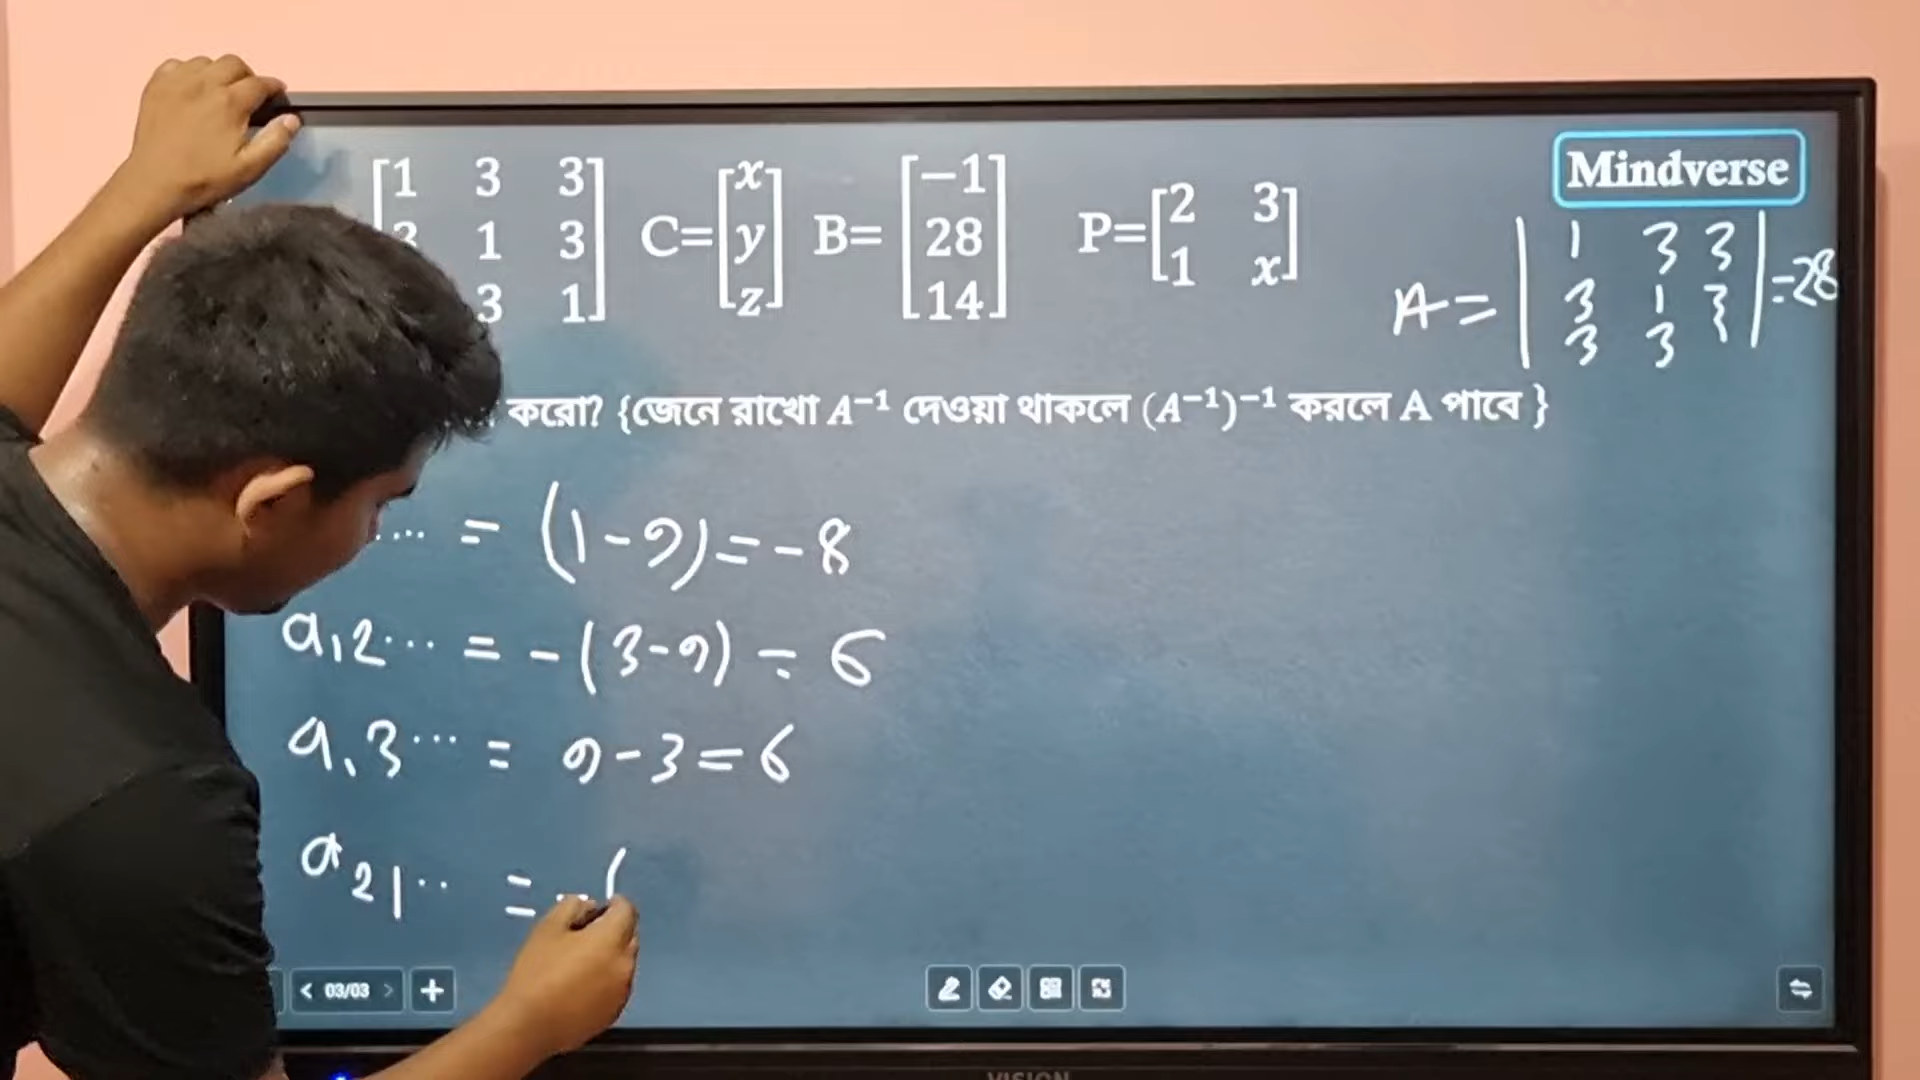 Mindverse
1 3 3
3 1 3
3 1
C= x y z
B= −1 28 14
P= 2 3 1 x
A = 1 3 3 = 28
3 1 3
3 3
করো? {জেনে রাখো A⁻¹ দেওয়া থাকলে (A⁻¹)⁻¹ করলে A পাবে }
... = (1-9) = -8
a12... = -(3-9) = 6
a13... = 9-3=6
a21.. = -(
03/03
VISION